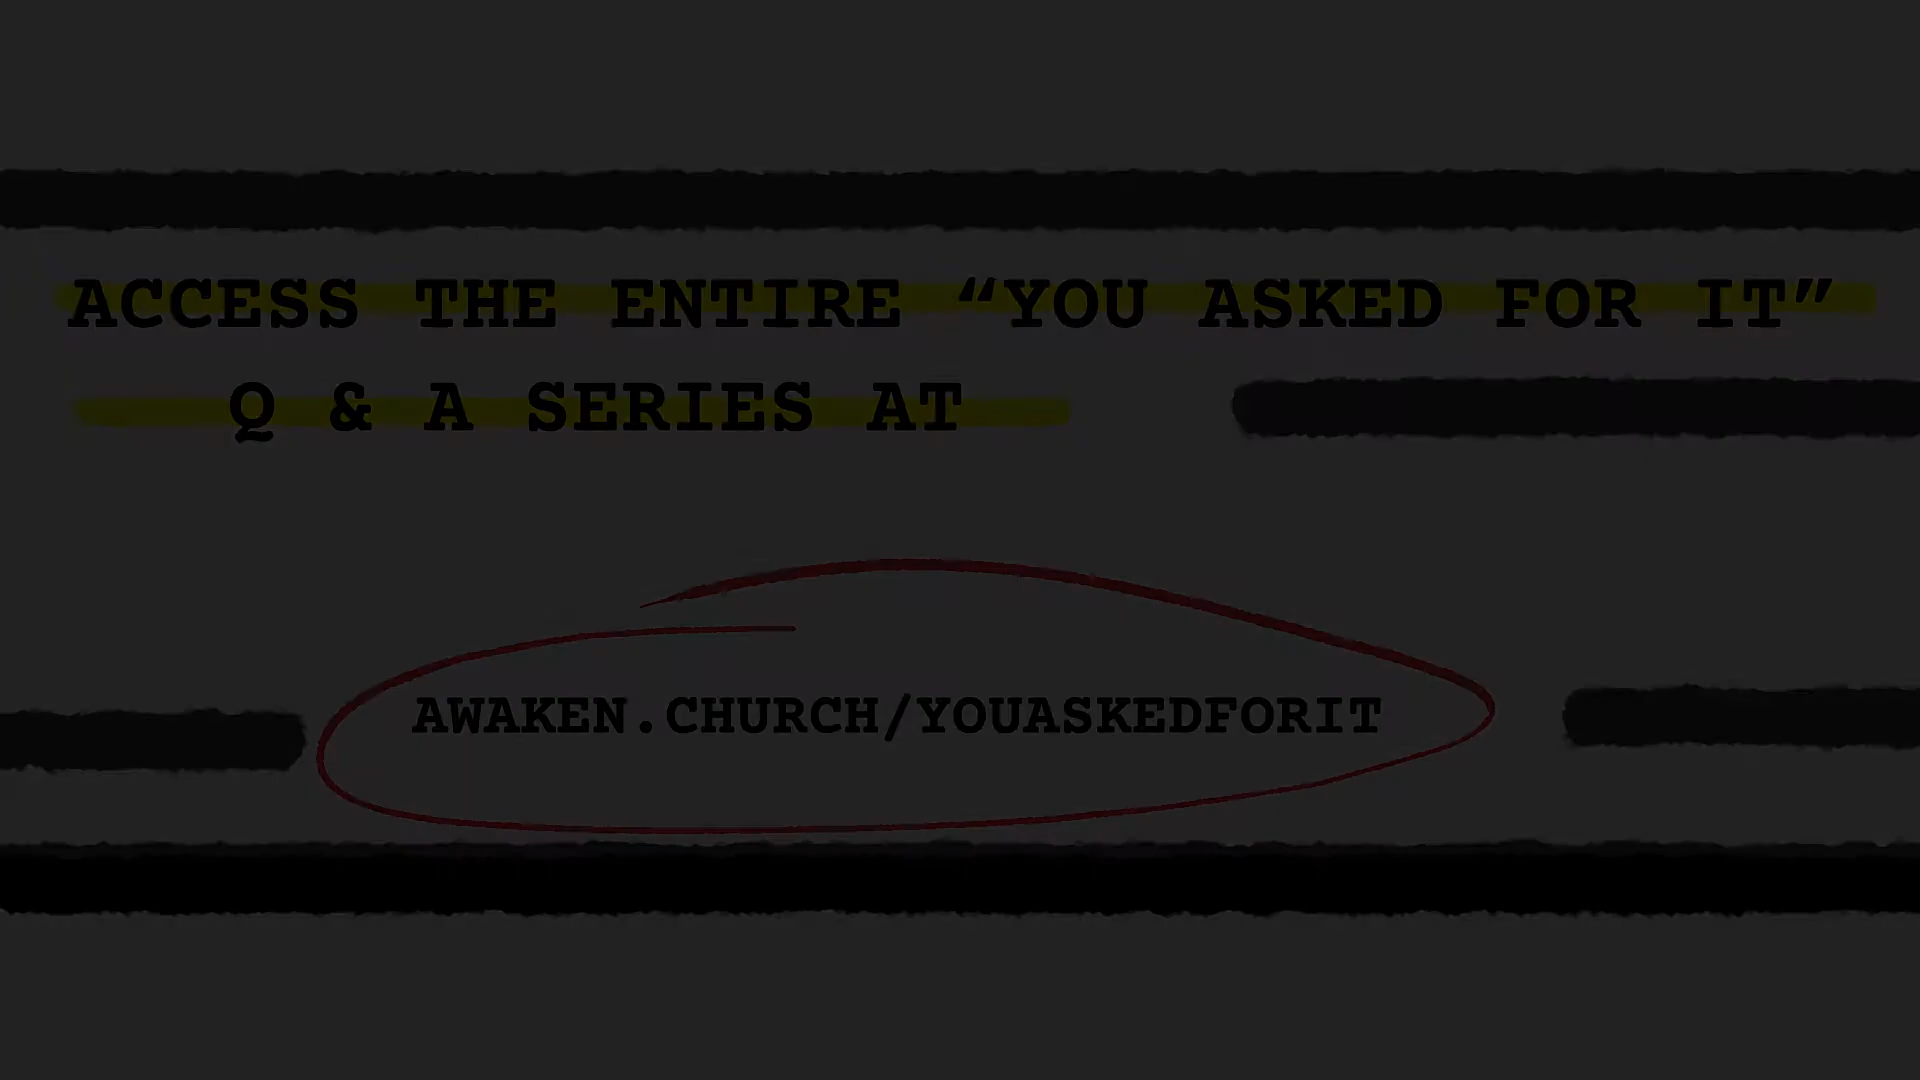 ACCESS THE ENTIRE “YOU ASKED FOR IT”
Q & A SERIES AT
AWAKEN.CHURCH/YOUASKEDFORIT